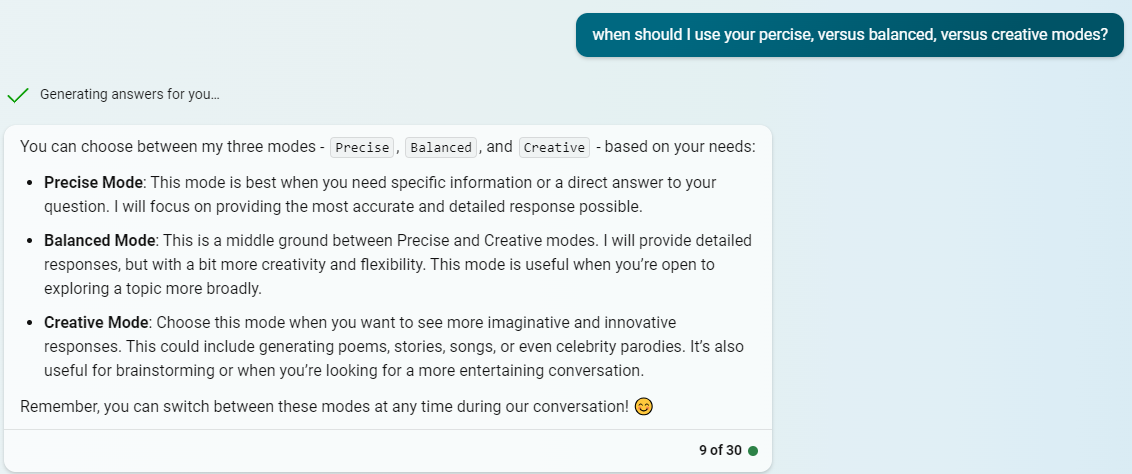 when should I use your percise, versus balanced, versus creative modes?
Generating answers for you...
You can choose between my three modes - Precise, Balanced, and Creative - based on your needs:
• Precise Mode: This mode is best when you need specific information or a direct answer to your
question. I will focus on providing the most accurate and detailed response possible.
• Balanced Mode: This is a middle ground between Precise and Creative modes. I will provide detailed
responses, but with a bit more creativity and flexibility. This mode is useful when you’re open to
exploring a topic more broadly.
• Creative Mode: Choose this mode when you want to see more imaginative and innovative
responses. This could include generating poems, stories, songs, or even celebrity parodies. It’s also
useful for brainstorming or when you’re looking for a more entertaining conversation.
Remember, you can switch between these modes at any time during our conversation! 😊
9 of 30